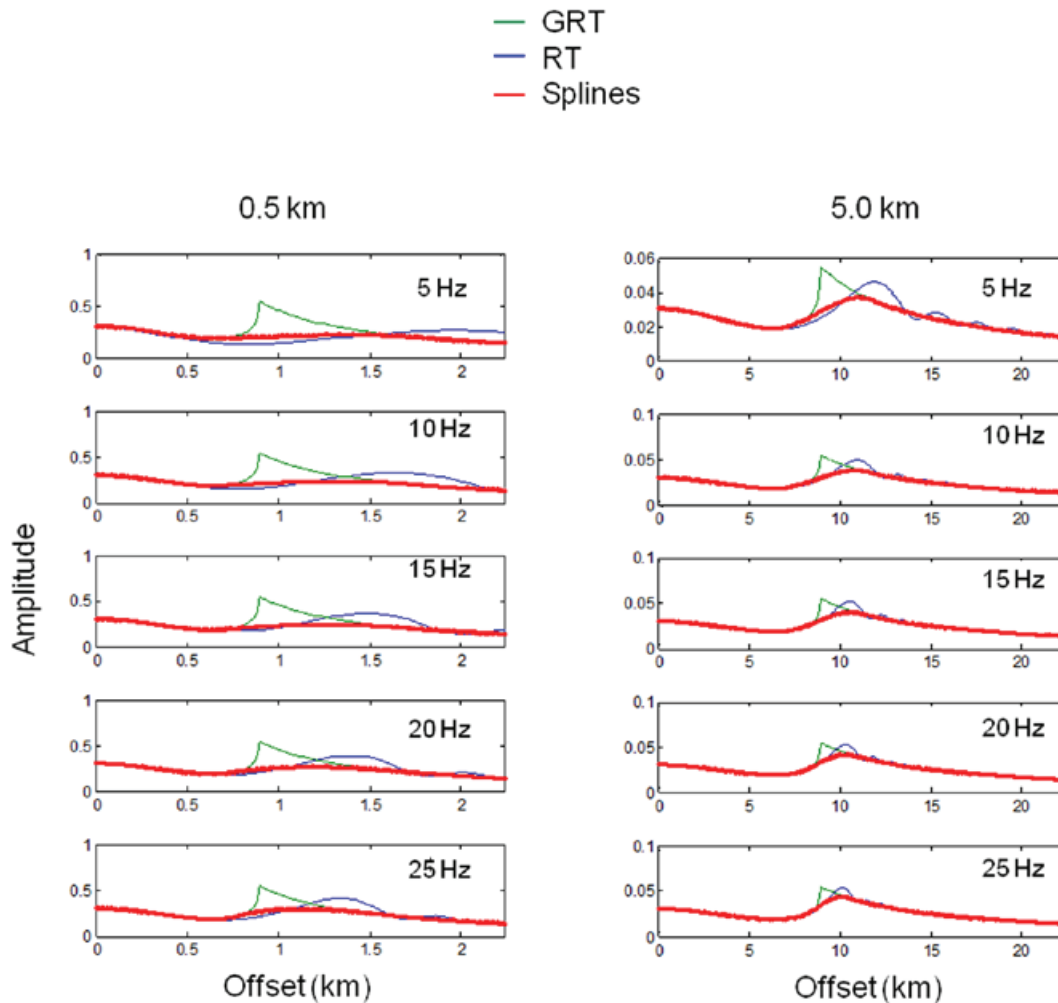 GRT
RT
Splines
0.5 km
5.0 km
Amplitude
1
0.5
0
5 Hz
0 0.5 1 1.5 2
1
0.5
0
10 Hz
0 0.5 1 1.5 2
1
0.5
0
15 Hz
0 0.5 1 1.5 2
1
0.5
0
20 Hz
0 0.5 1 1.5 2
1
0.5
0
25 Hz
0 0.5 1 1.5 2
Offset (km)
0.06
0.04
0.02
0
5 Hz
0 5 10 15 20
0.1
0.05
0
10 Hz
0 5 10 15 20
0.1
0.05
0
15 Hz
0 5 10 15 20
0.1
0.05
0
20 Hz
0 5 10 15 20
0.1
0.05
0
25 Hz
0 5 10 15 20
Offset (km)